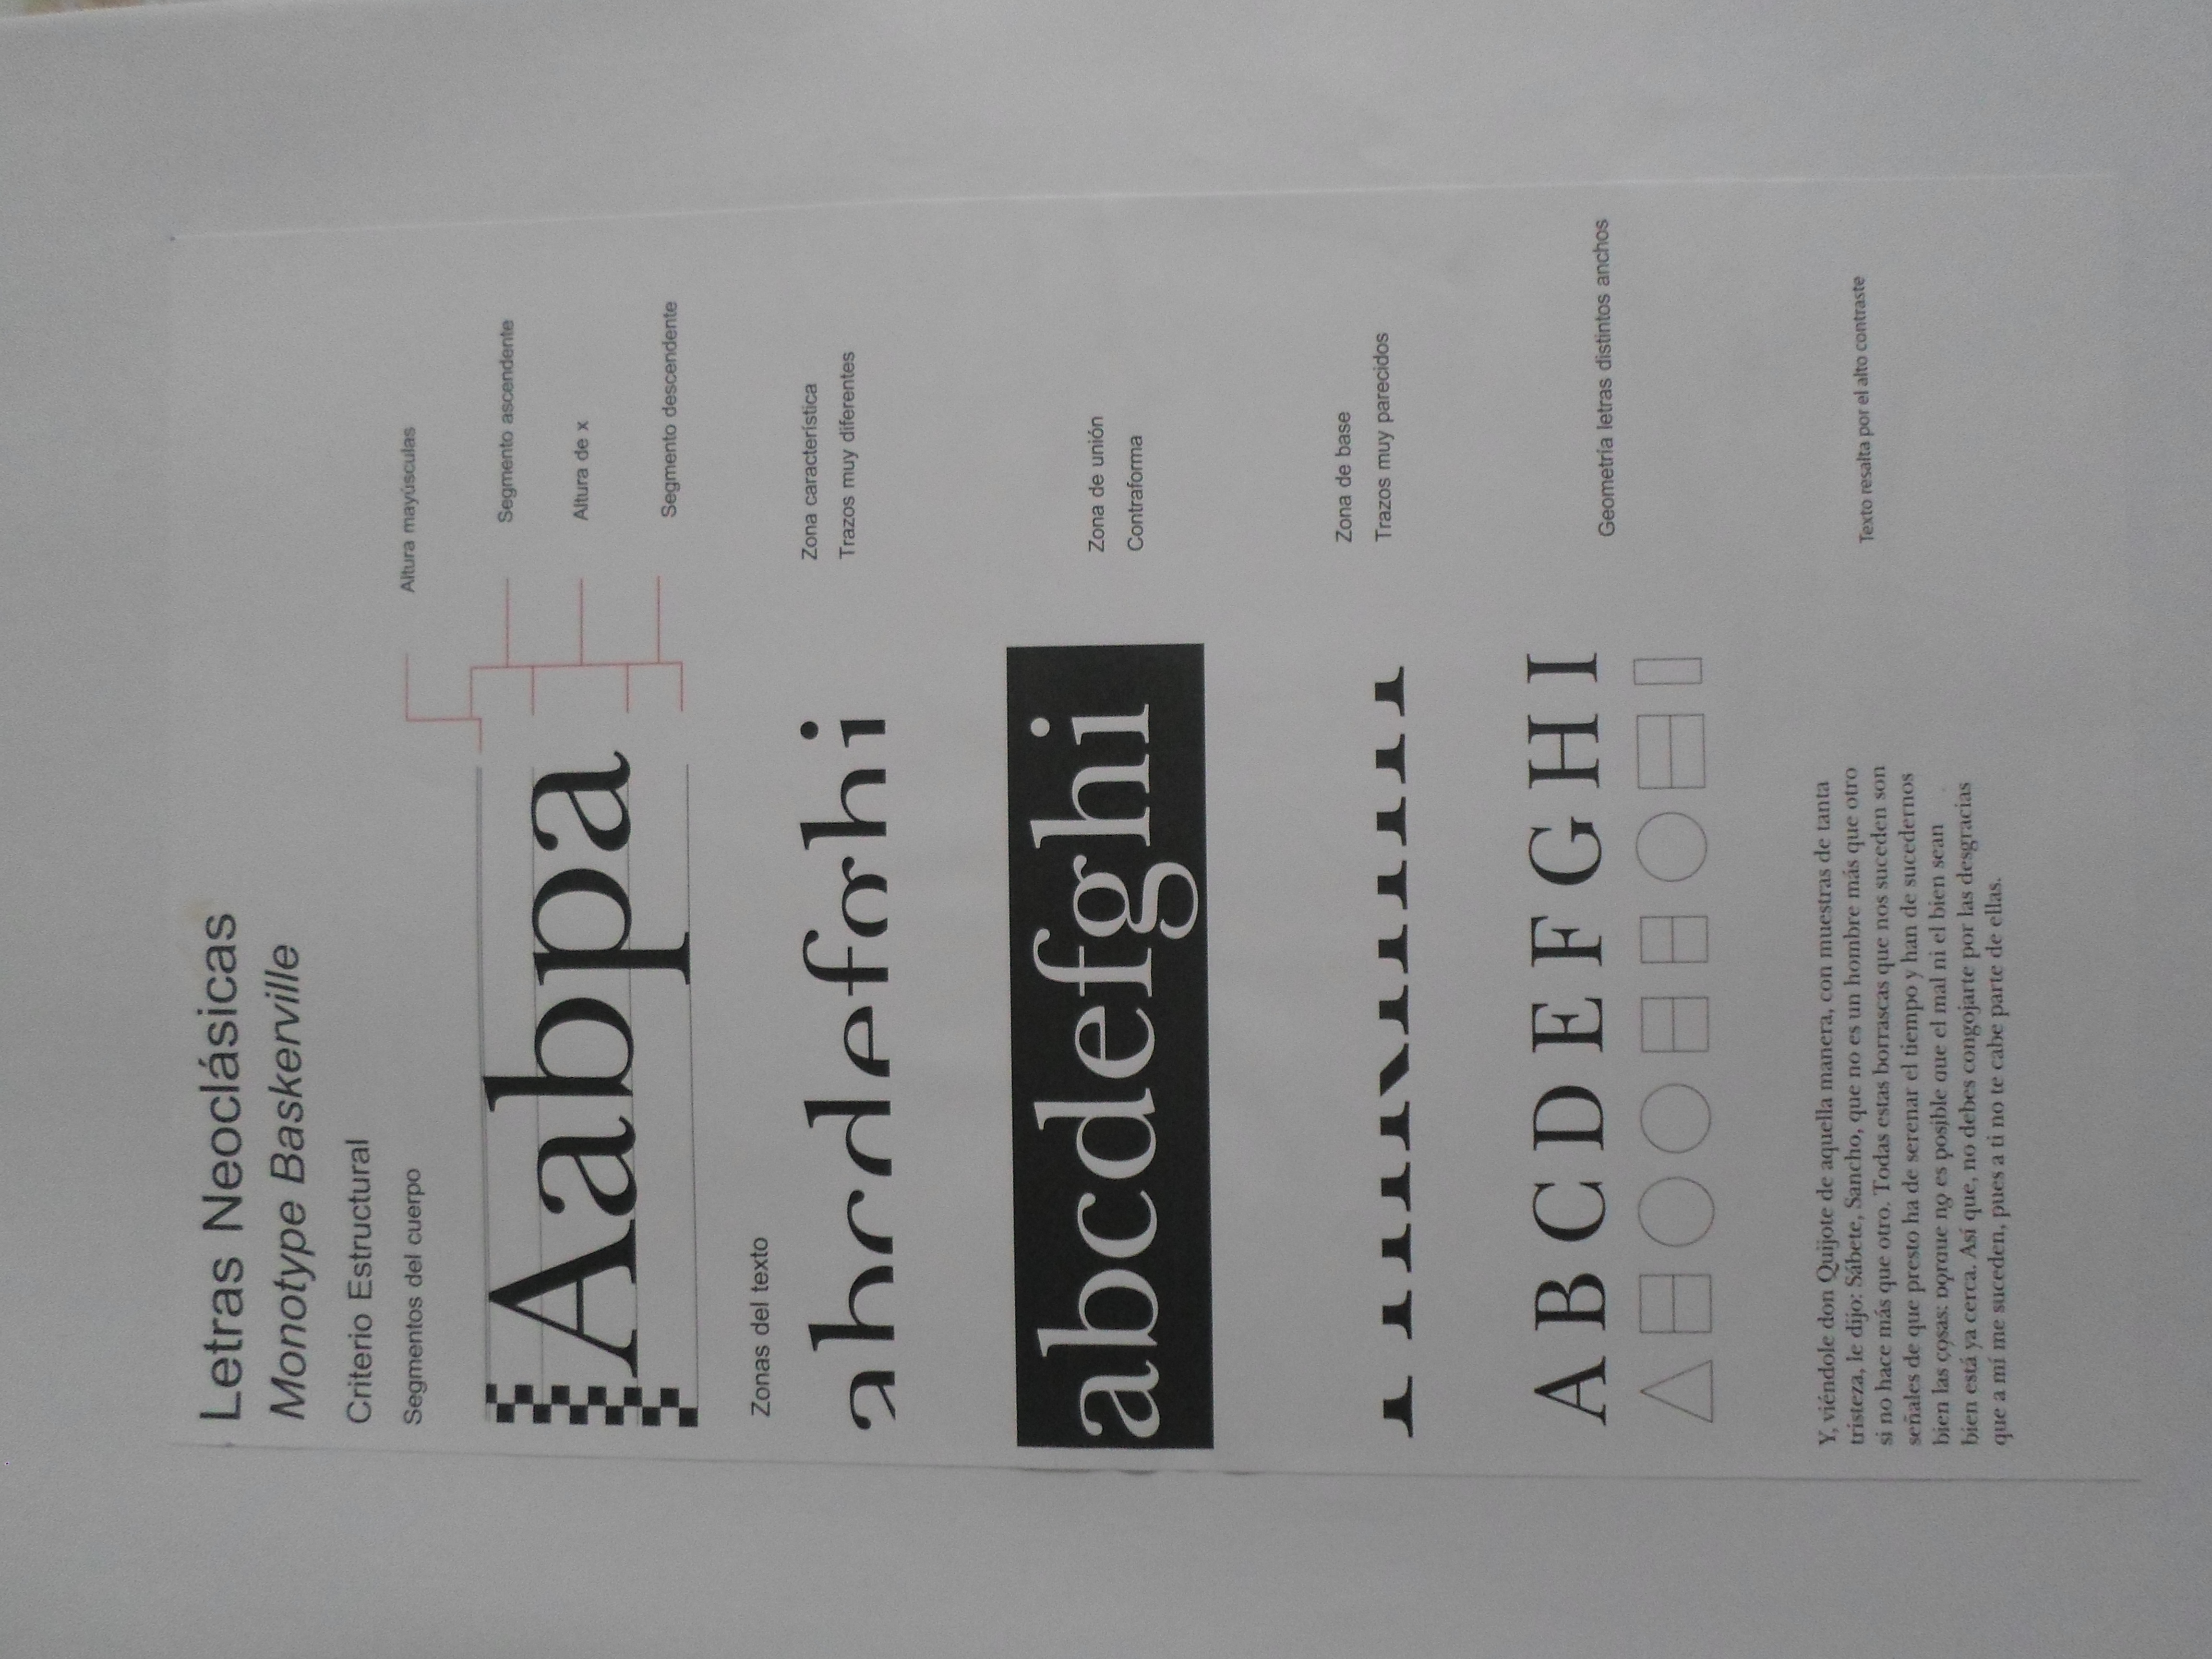 Letras Neoclásicas
Monotype Baskerville
Criterio Estructural
Segmentos del cuerpo
Altura mayúsculas
Aabpa
Segmento ascendente
Altura de x
Segmento descendente
Zonas del texto
Zona característica
Trazos muy diferentes
abcdefghi
Zona de unión
Contraforma
Zona de base
Trazos muy parecidos
A B C D E F G H I
Geometría letras distintos anchos
Texto resalta por el alto contraste
Y, viéndole don Quijote de aquella manera, con muestras de tanta
tristeza, le dijo: Sábete, Sancho, que no es un hombre más que otro
si no hace más que otro. Todas estas borrascas que nos suceden son
señales de que presto ha de serenar el tiempo y han de sucedernos
bien las cosas; porque no es posible que el mal ni el bien sean
bien está ya cerca. Así que, no debes congojarte por las desgracias
que a mí me suceden, pues a ti no te cabe parte de ellas.